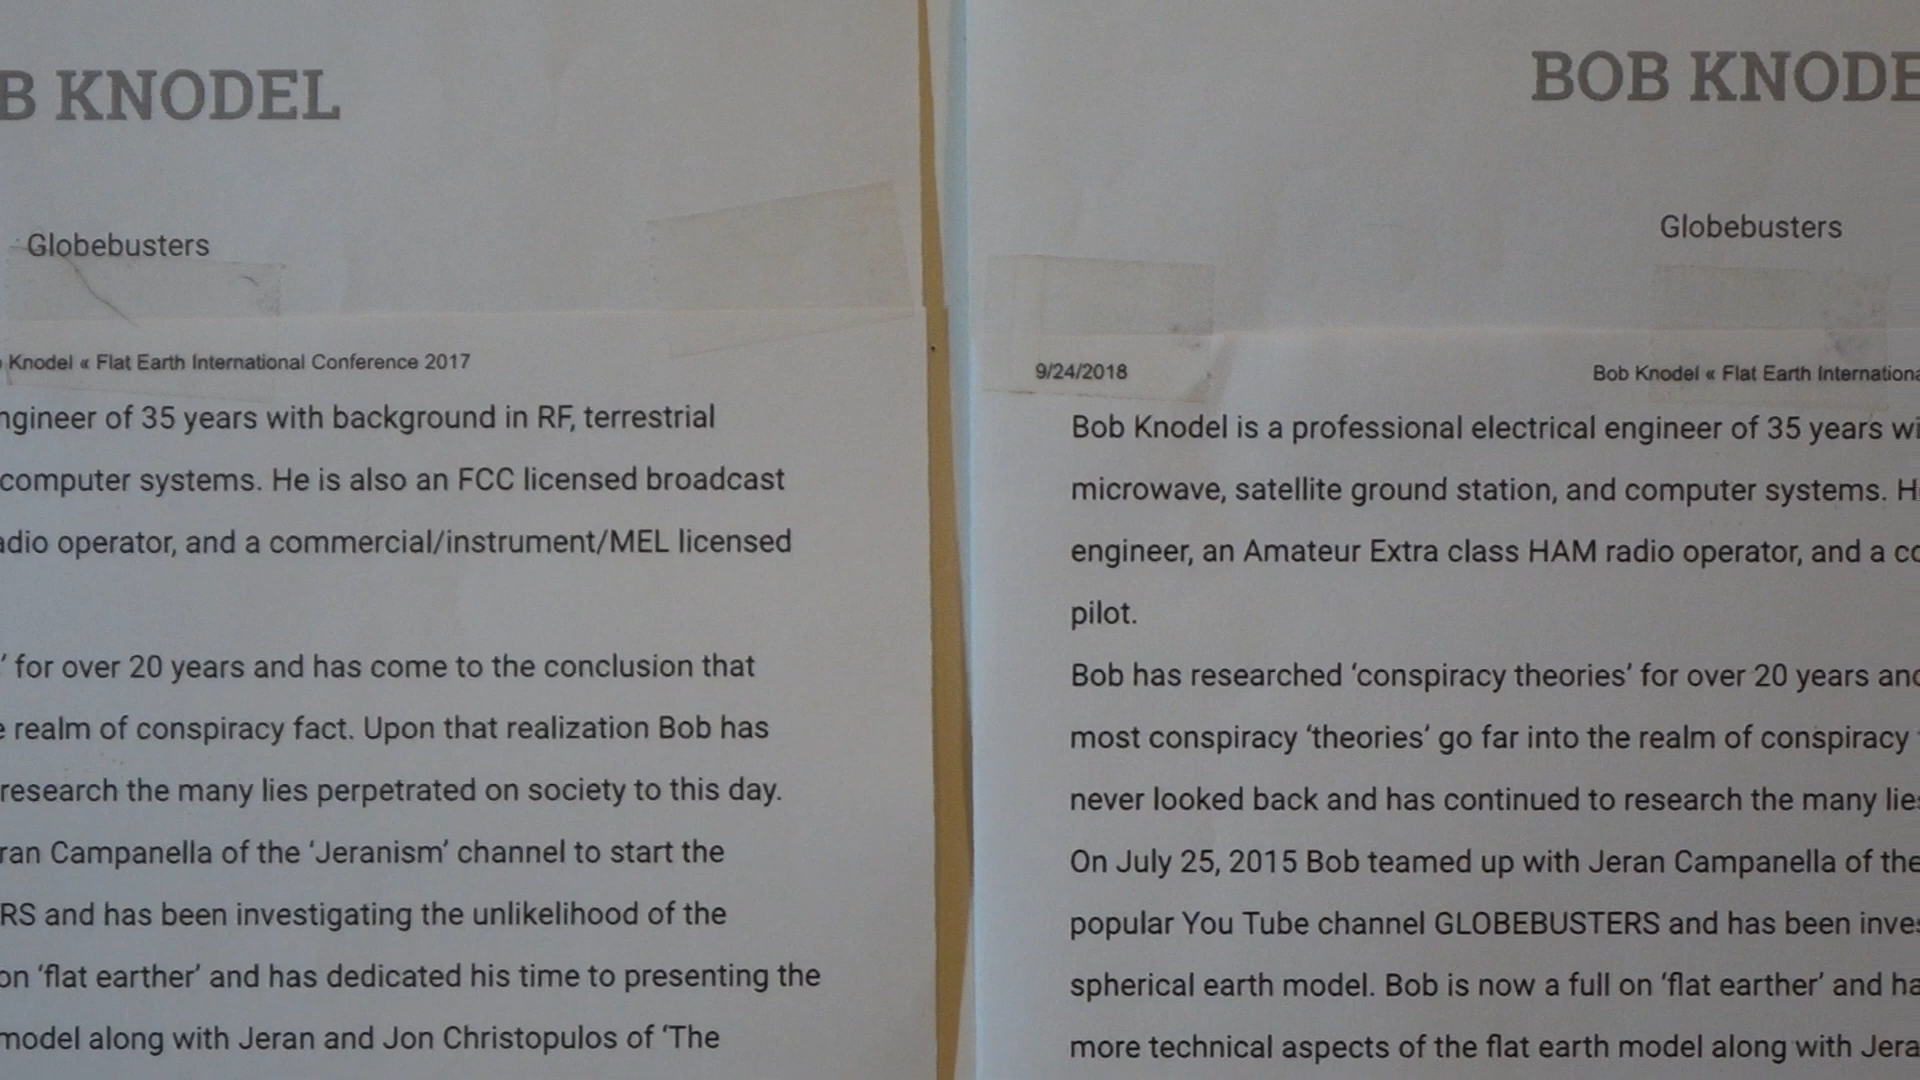 B KNODEL
Globebusters
Knodel « Flat Earth International Conference 2017
ngineer of 35 years with background in RF, terrestrial
computer systems. He is also an FCC licensed broadcast
adio operator, and a commercial/instrument/MEL licensed
’ for over 20 years and has come to the conclusion that
e realm of conspiracy fact. Upon that realization Bob has
research the many lies perpetrated on society to this day.
ran Campanella of the ‘Jeranism’ channel to start the
RS and has been investigating the unlikelihood of the
on ‘flat earther’ and has dedicated his time to presenting the
model along with Jeran and Jon Christopulos of ‘The
BOB KNODE
Globebusters
9/24/2018
Bob Knodel « Flat Earth Internationa
Bob Knodel is a professional electrical engineer of 35 years wi
microwave, satellite ground station, and computer systems. H
engineer, an Amateur Extra class HAM radio operator, and a co
pilot.
Bob has researched ‘conspiracy theories’ for over 20 years and
most conspiracy ‘theories’ go far into the realm of conspiracy
never looked back and has continued to research the many lies
On July 25, 2015 Bob teamed up with Jeran Campanella of the
popular You Tube channel GLOBEBUSTERS and has been inves
spherical earth model. Bob is now a full on ‘flat earther’ and ha
more technical aspects of the flat earth model along with Jera